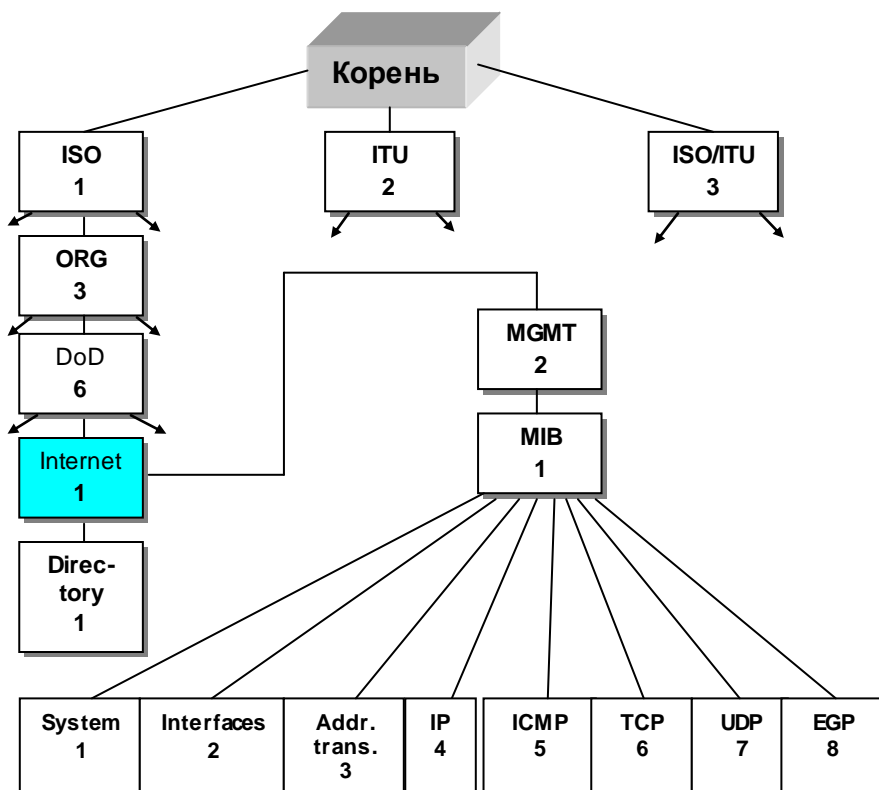 Корень
ISO
1
ITU
2
ISO/ITU
3
ORG
3
DoD
6
Internet
1
Direc-
tory
1
MGMT
2
MIB
1
System
1
Interfaces
2
Addr.
trans.
3
IP
4
ICMP
5
TCP
6
UDP
7
EGP
8